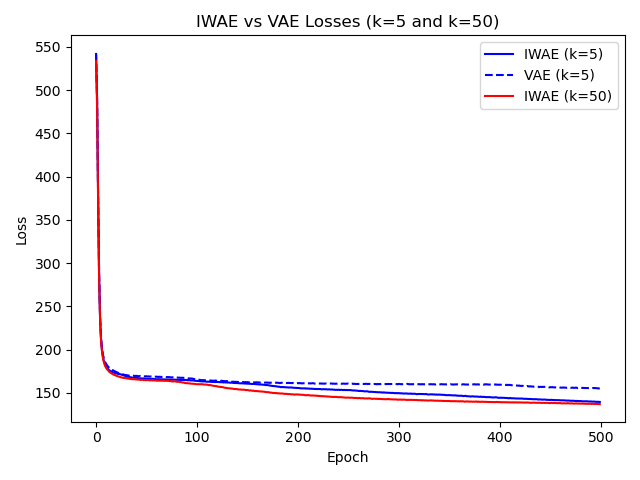 IWAE vs VAE Losses (k=5 and k=50)
IWAE (k=5)
VAE (k=5)
IWAE (k=50)
Loss
550
500
450
400
350
300
250
200
150
0 100 200 300 400 500
Epoch